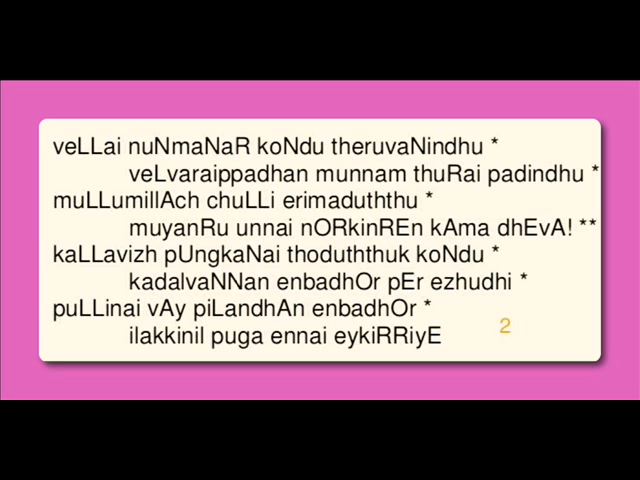 veLLai nuNmaNaR koNdu theruvaNindhu *
veLvaraippadhan munnam thuRai padindhu *
muLLumillAch chuLLi erimaduththu *
muyanRu unnai nORkinREn kAma dhEvA! **
kaLLavizh pUngkaNai thoduththuk koNdu *
kadalvaNNan enbadhOr pEr ezhudhi *
puLLinai vAy piLandhAn enbadhOr *
ilakkinil puga ennai eykiRRiyE
2